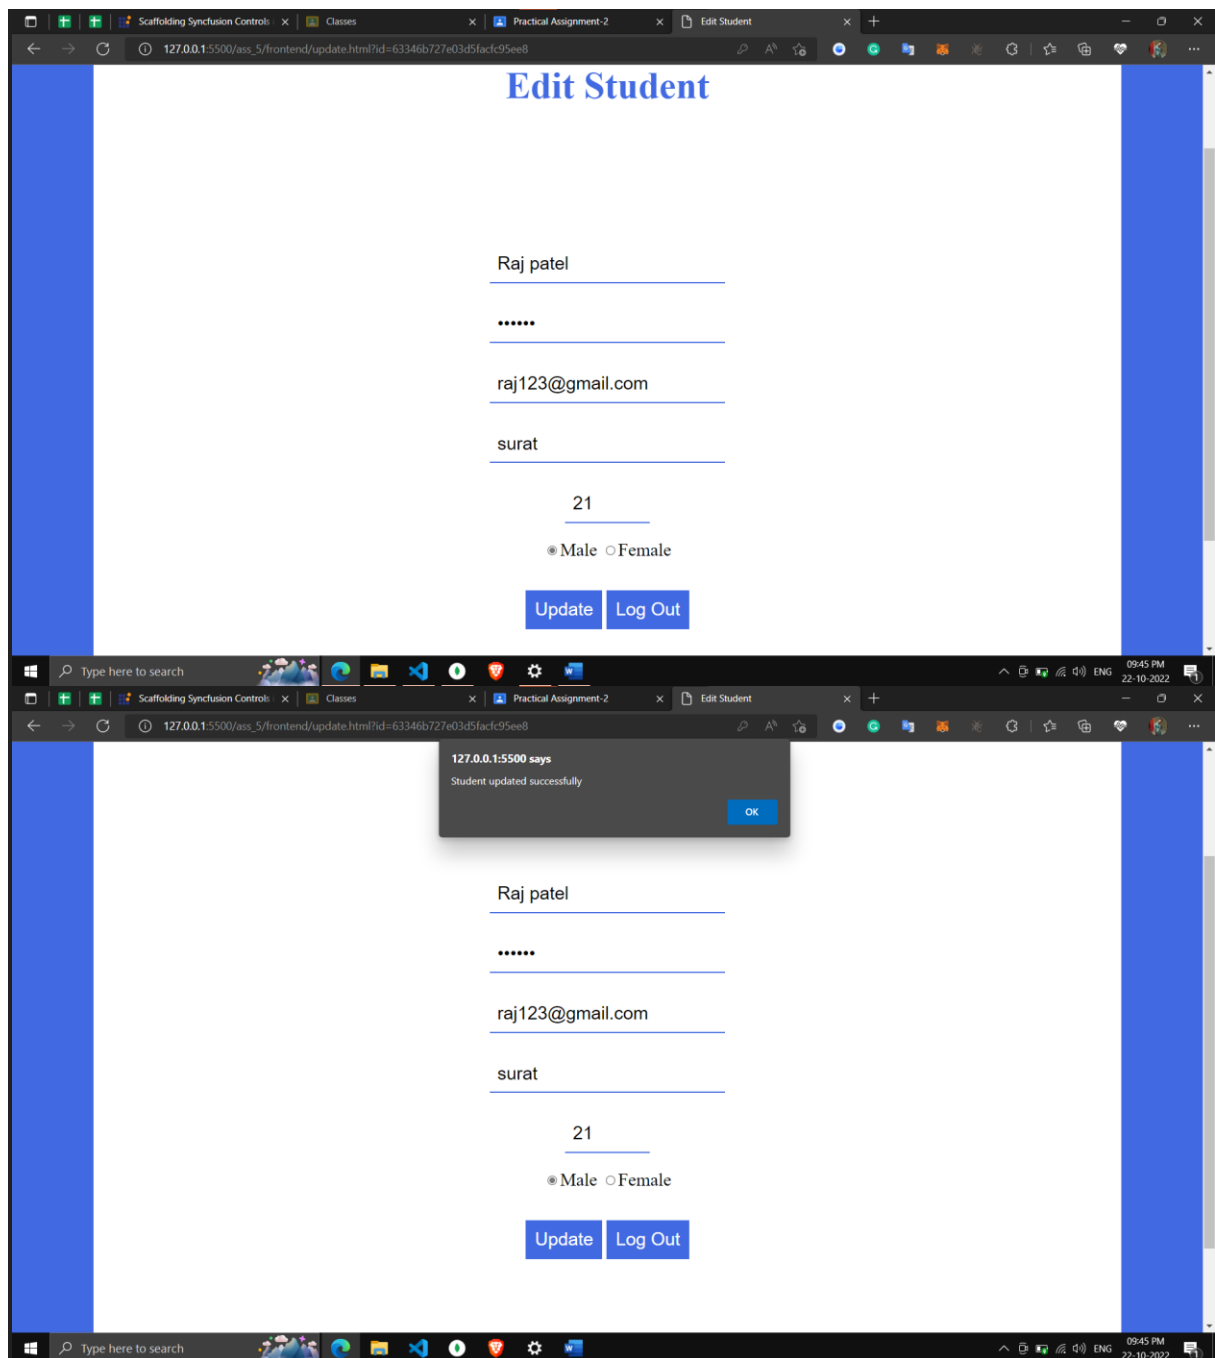 Scaffolding Syncfusion Controls
Classes
Practical Assignment-2
Edit Student
127.0.0.1:5500/ass_5/frontend/update.html?id=63346b727e03d5facfc95ee8
Edit Student
Raj patel
••••••
raj123@gmail.com
surat
21
Male Female
Update Log Out
Type here to search
ENG
09:45 PM
22-10-2022
Scaffolding Syncfusion Controls
Classes
Practical Assignment-2
Edit Student
127.0.0.1:5500/ass_5/frontend/update.html?id=63346b727e03d5facfc95ee8
127.0.0.1:5500 says
Student updated successfully
OK
Raj patel
••••••
raj123@gmail.com
surat
21
Male Female
Update Log Out
Type here to search
ENG
09:45 PM
22-10-2022